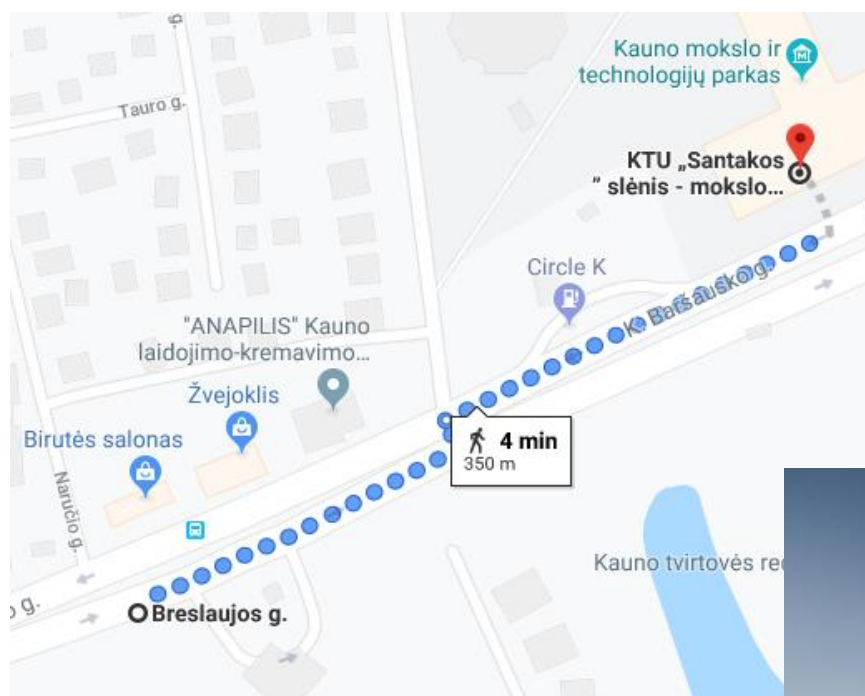 g.
Kauno mokslo ir
technologijų parkas
Tauro g.
KTU „Santakos
” slėnis - mokslo...
Circle K
K. Baršausko g.
"ANAPILIS" Kauno
laidojimo-kremavimo...
Žvejoklis
4 min
350 m
Birutės salonas
Naručio g.
Kauno tvirtovės
o g.
Breslaujos g.